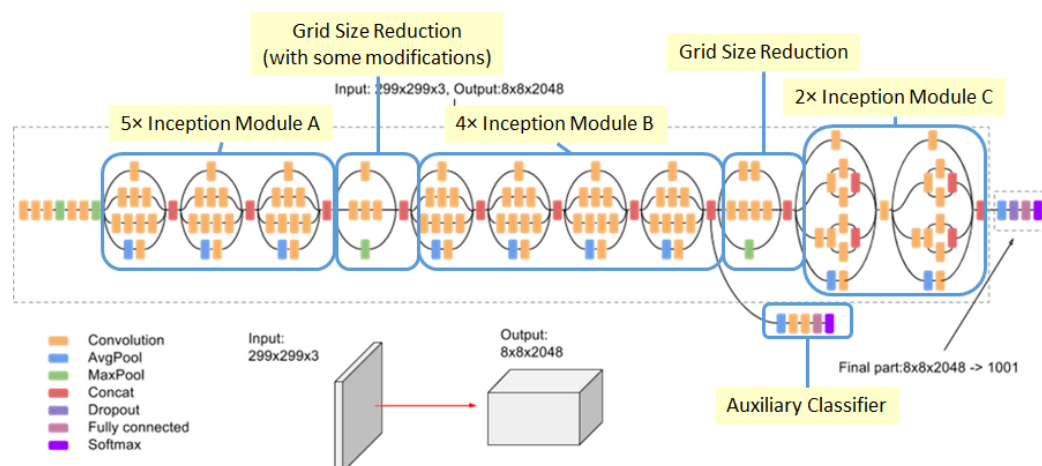 Grid Size Reduction
(with some modifications)
Grid Size Reduction
Input: 299x299x3, Output:8x8x2048
5× Inception Module A
4× Inception Module B
2× Inception Module C
Convolution
AvgPool
MaxPool
Concat
Dropout
Fully connected
Softmax
Input:
299x299x3
Output:
8x8x2048
Auxiliary Classifier
Final part:8x8x2048 -> 1001